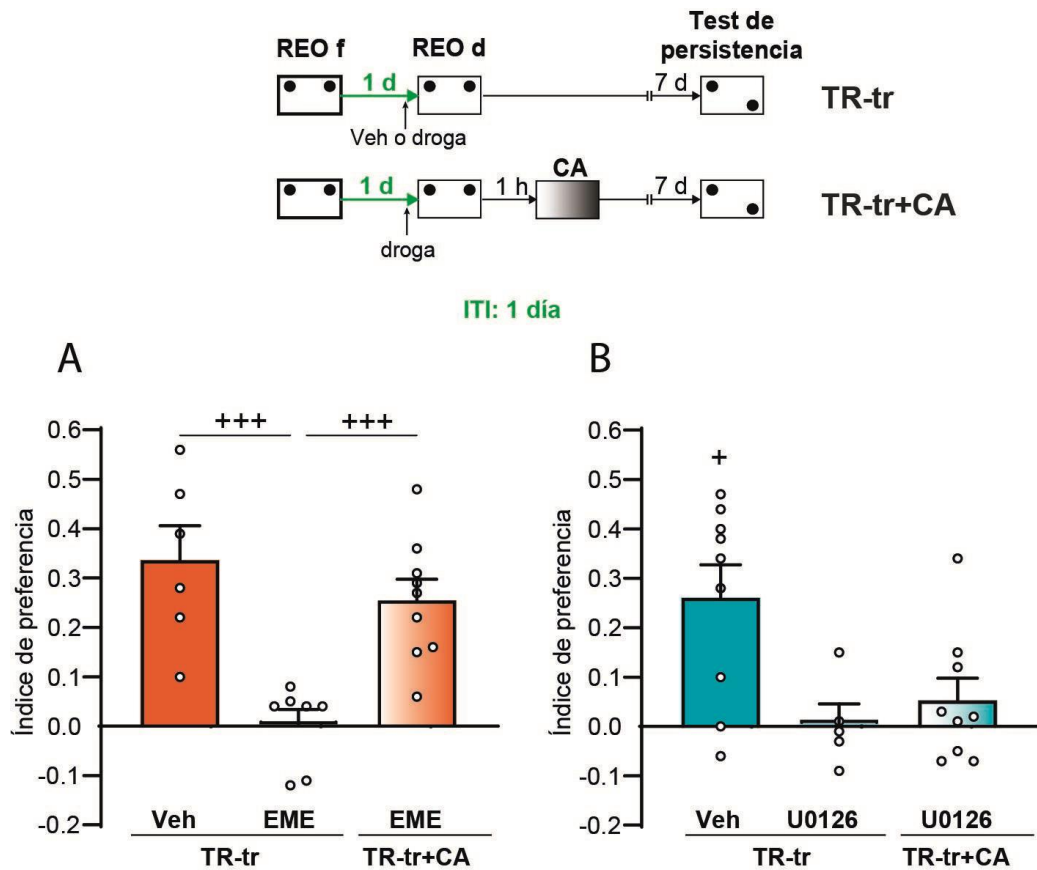 REO f
REO d
Test de
persistencia
1 d
7 d
TR-tr
Veh o droga
CA
1 d
1 h
7 d
TR-tr+CA
droga
ITI: 1 día
A
B
+++
+++
+
Índice de preferencia
0.6
0.5
0.4
0.3
0.2
0.1
0.0
-0.1
-0.2
Veh
EME
EME
TR-tr
TR-tr+CA
Índice de preferencia
0.6
0.5
0.4
0.3
0.2
0.1
0.0
-0.1
-0.2
Veh
U0126
U0126
TR-tr
TR-tr+CA